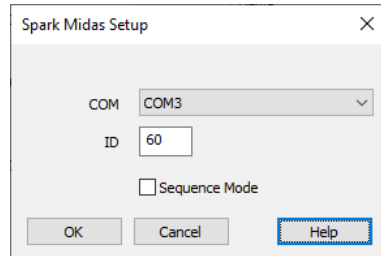 Spark Midas Setup
COM COM3
ID 60
Sequence Mode
OK Cancel Help